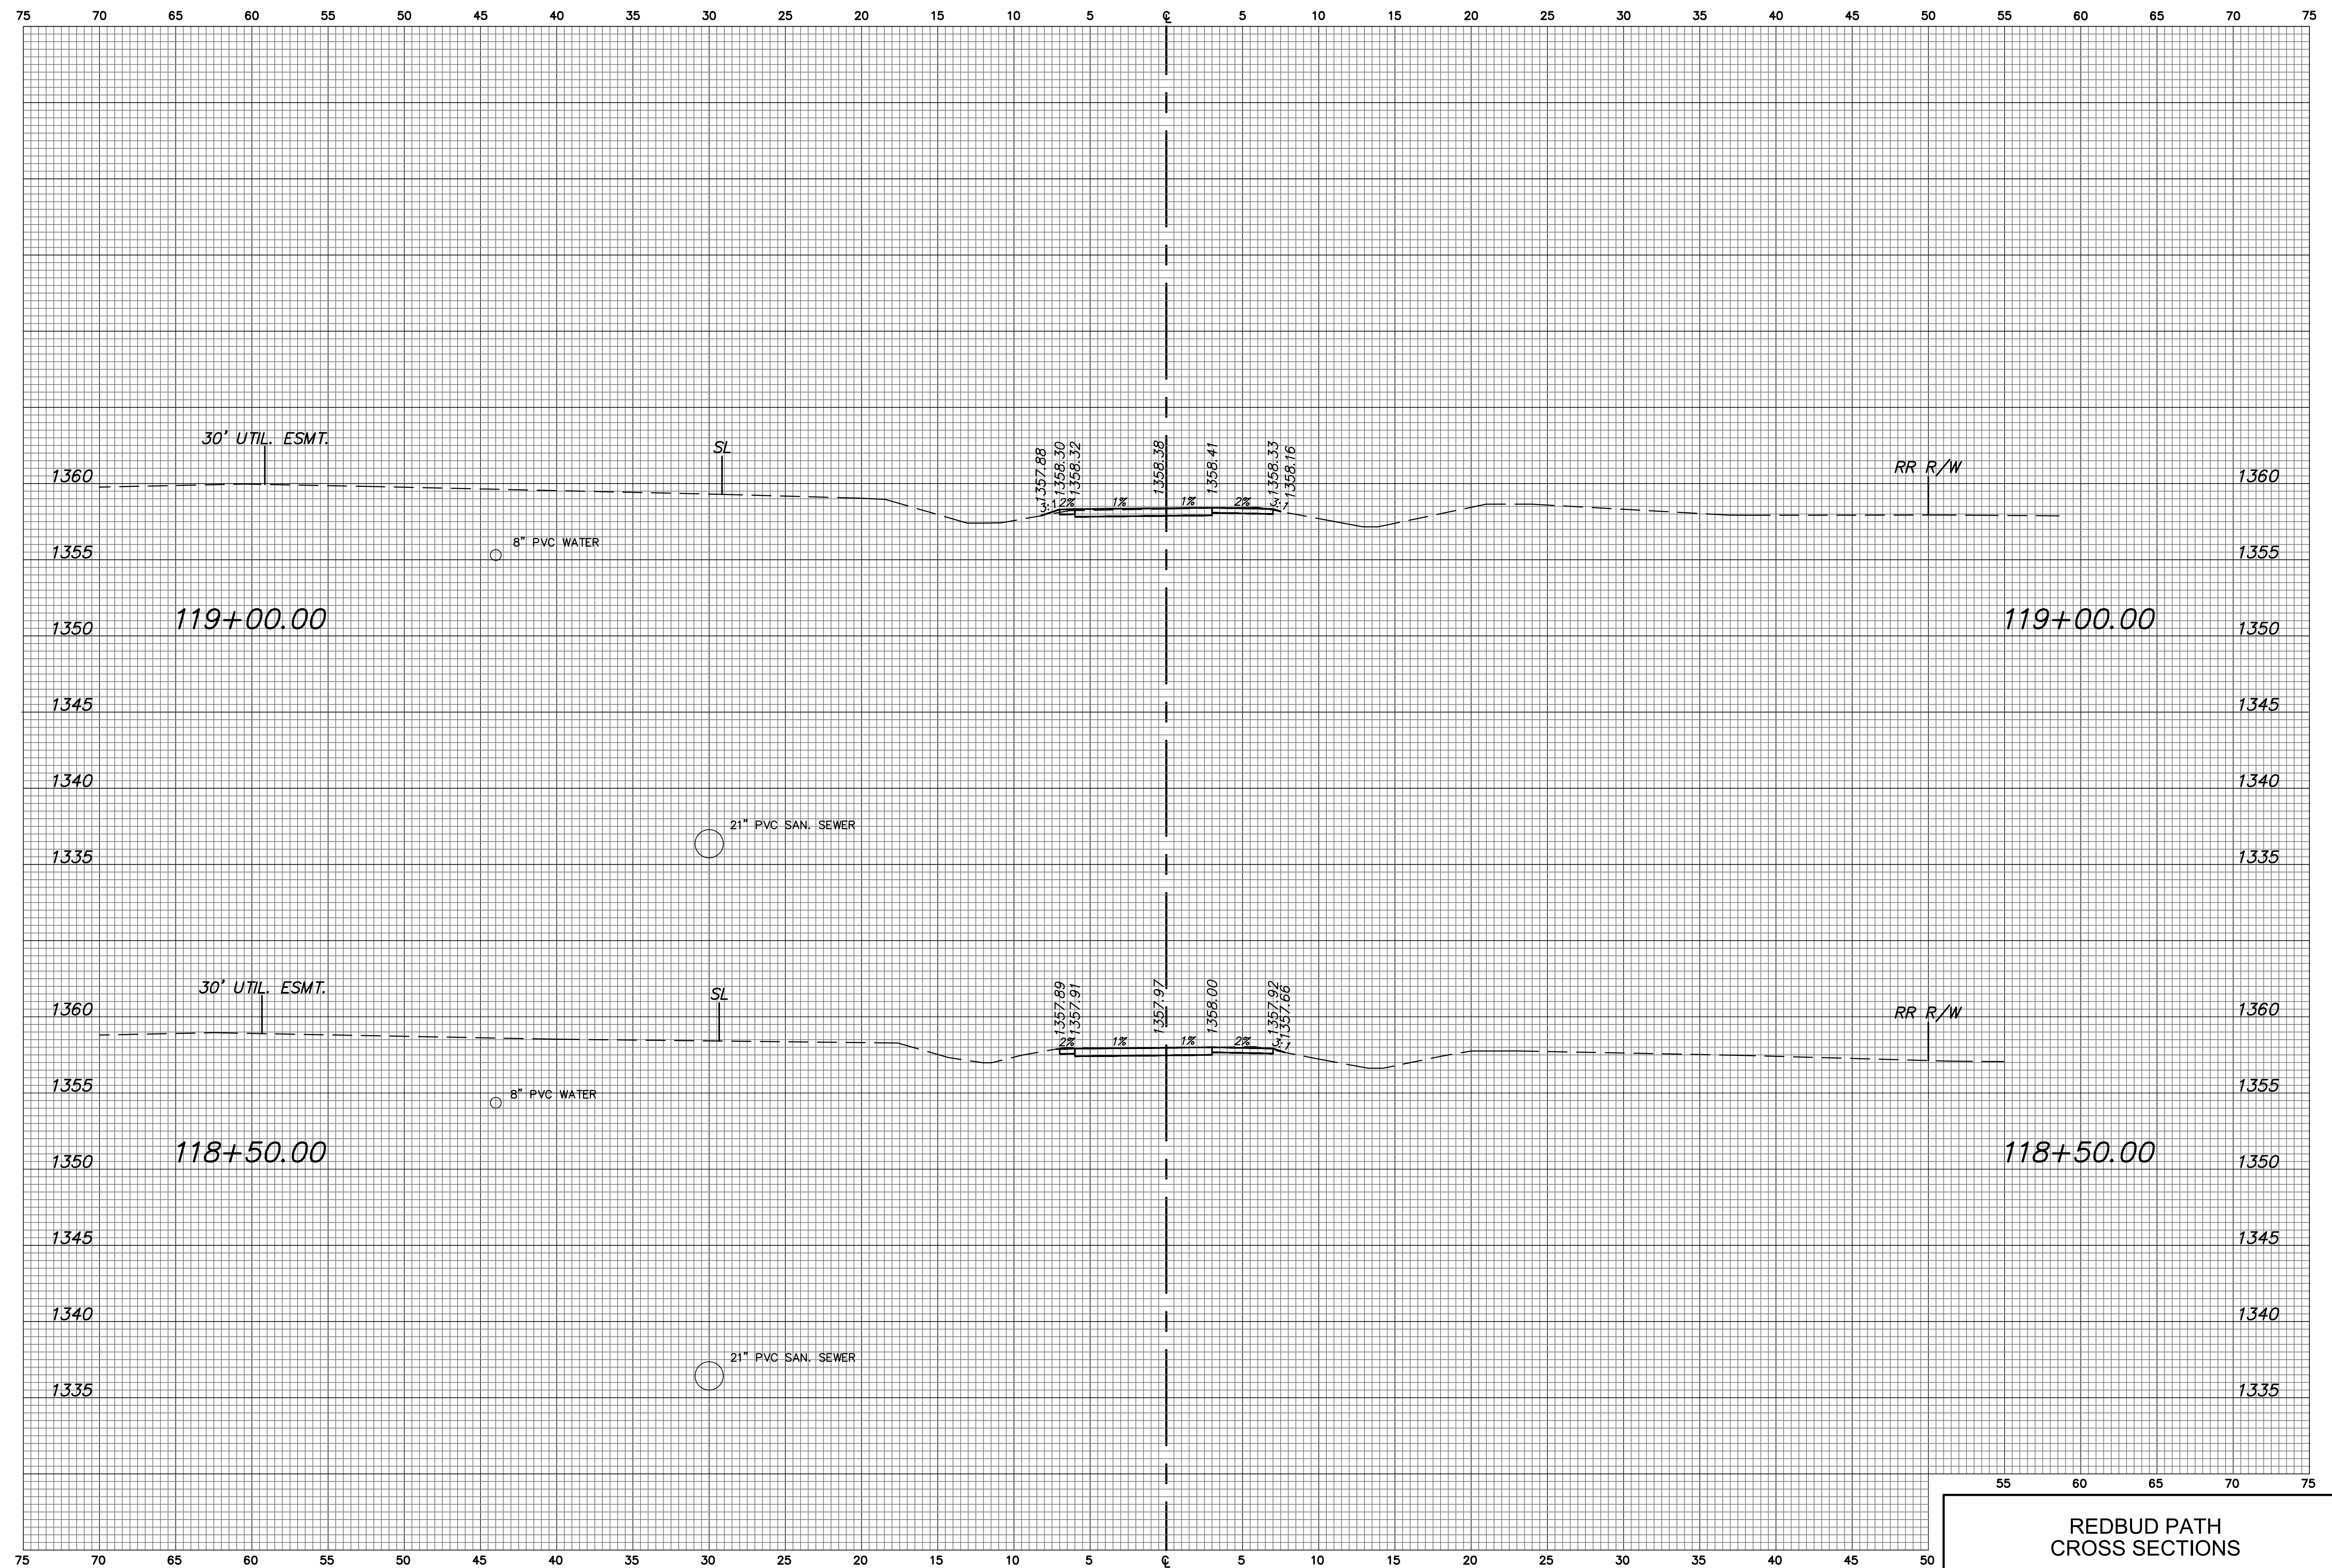 75 70 65 60 55 50 45 40 35 30 25 20 15 10 5 ℄ 5 10 15 20 25 30 35 40 45 50 55 60 65 70 75
30' UTIL. ESMT.
SL
1357.88
1358.30
1358.32
1358.38
1358.41
1358.33
1358.16
RR R/W
1360 1360
3:1 2% 1% 1% 2% 3:1
8" PVC WATER
1355 1355
119+00.00 119+00.00
1350 1350
1345 1345
1340 1340
21" PVC SAN. SEWER
1335 1335
30' UTIL. ESMT.
SL
1357.89
1357.91
1357.97
1358.00
1357.92
1357.66
RR R/W
1360 1360
2% 1% 1% 2% 3:1
1355 1355
8" PVC WATER
118+50.00 118+50.00
1350 1350
1345 1345
1340 1340
21" PVC SAN. SEWER
1335 1335
55 60 65 70 75
REDBUD PATH
CROSS SECTIONS
75 70 65 60 55 50 45 40 35 30 25 20 15 10 5 ℄ 5 10 15 20 25 30 35 40 45 50